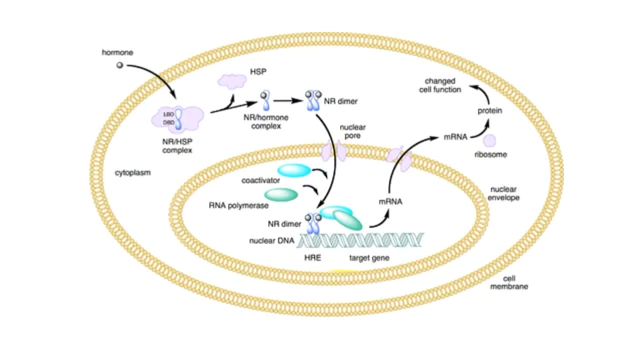 hormone
HSP
LBD
DBD
NR/HSP
complex
NR/hormone
complex
NR dimer
nuclear
pore
changed
cell function
protein
mRNA
ribosome
cytoplasm
coactivator
RNA polymerase
mRNA
nuclear
envelope
NR dimer
nuclear DNA
HRE
target gene
cell
membrane